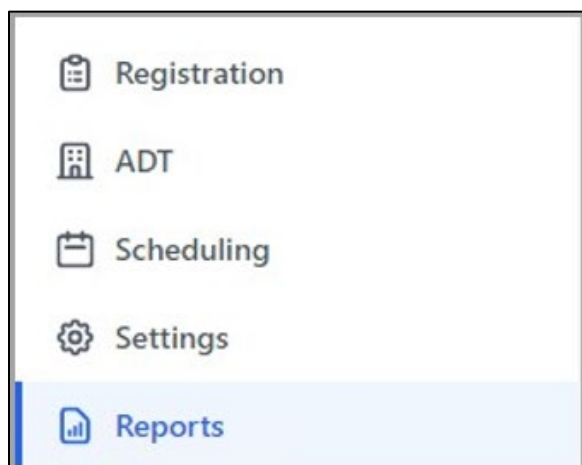 Registration
ADT
Scheduling
Settings
Reports